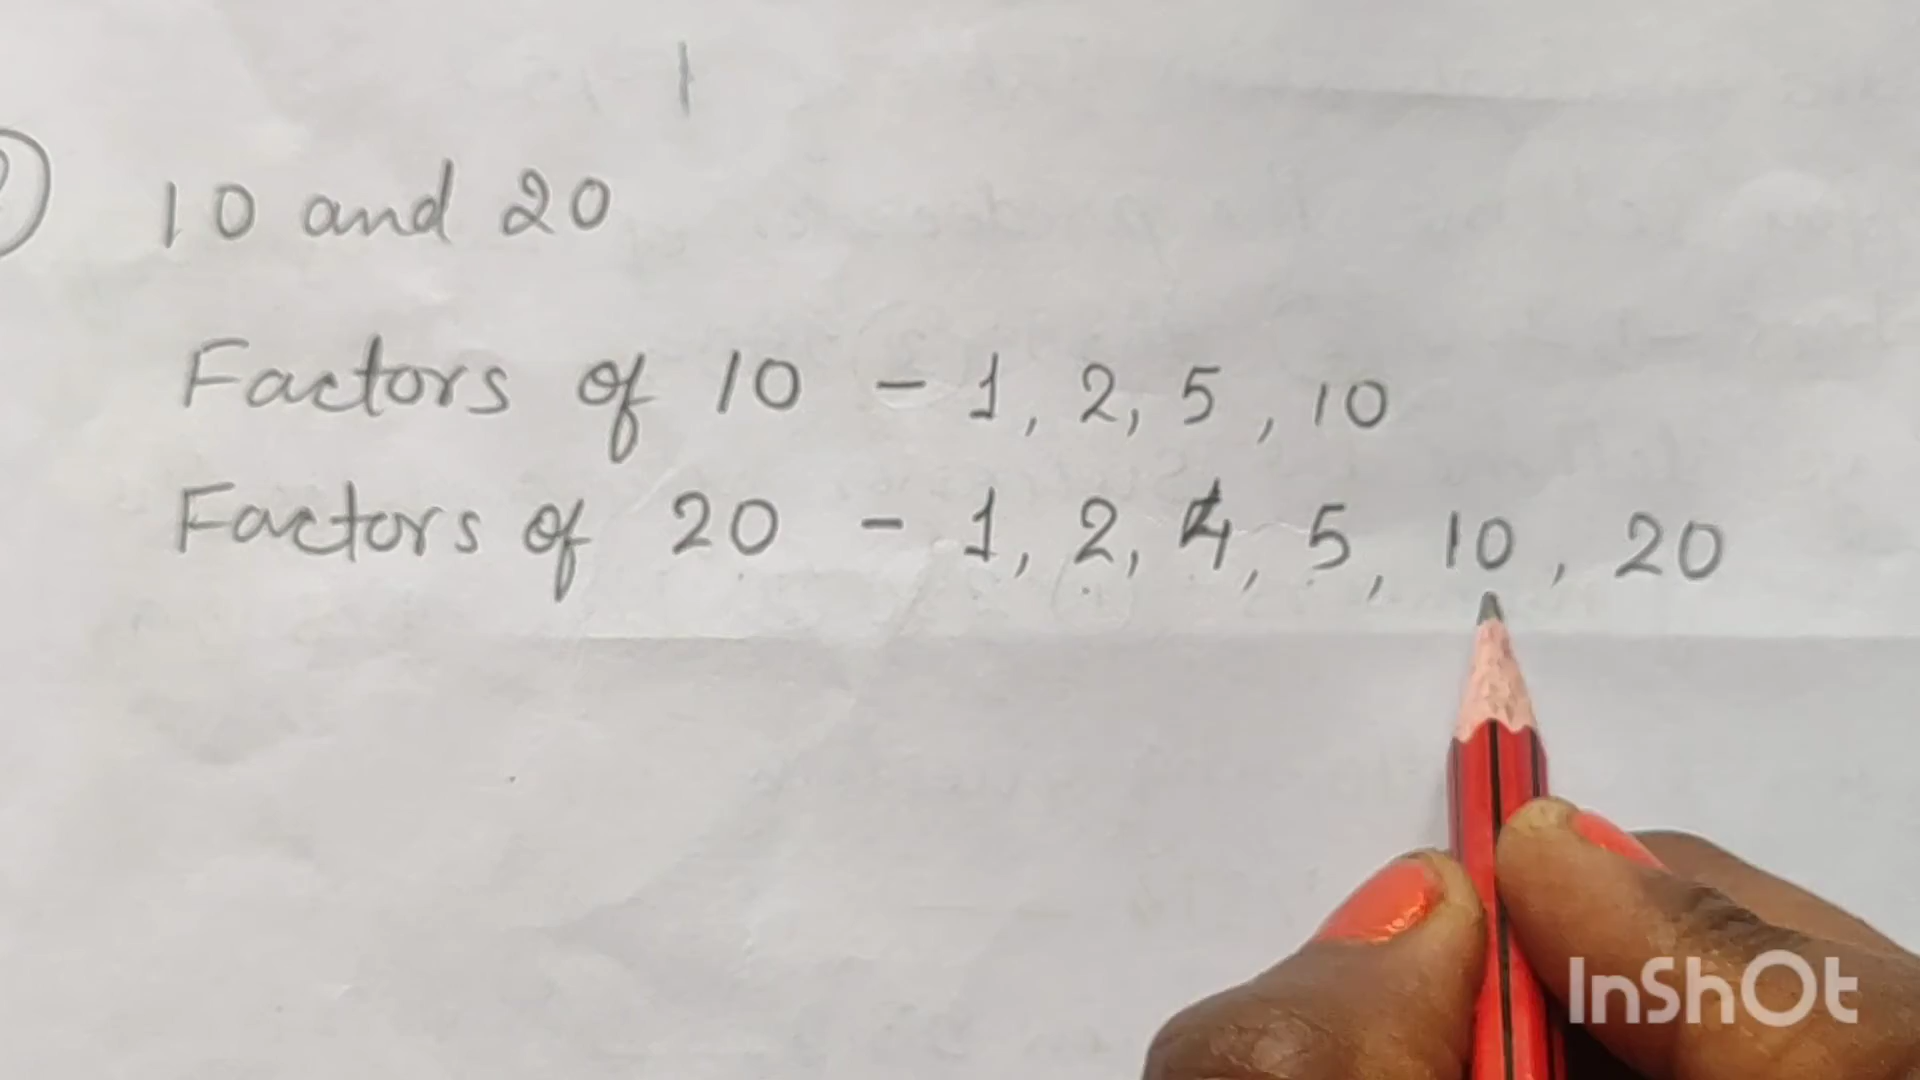 10 and 20
Factors of 10 - 1, 2, 5, 10
Factors of 20 - 1, 2, 4, 5, 10, 20
InShOt